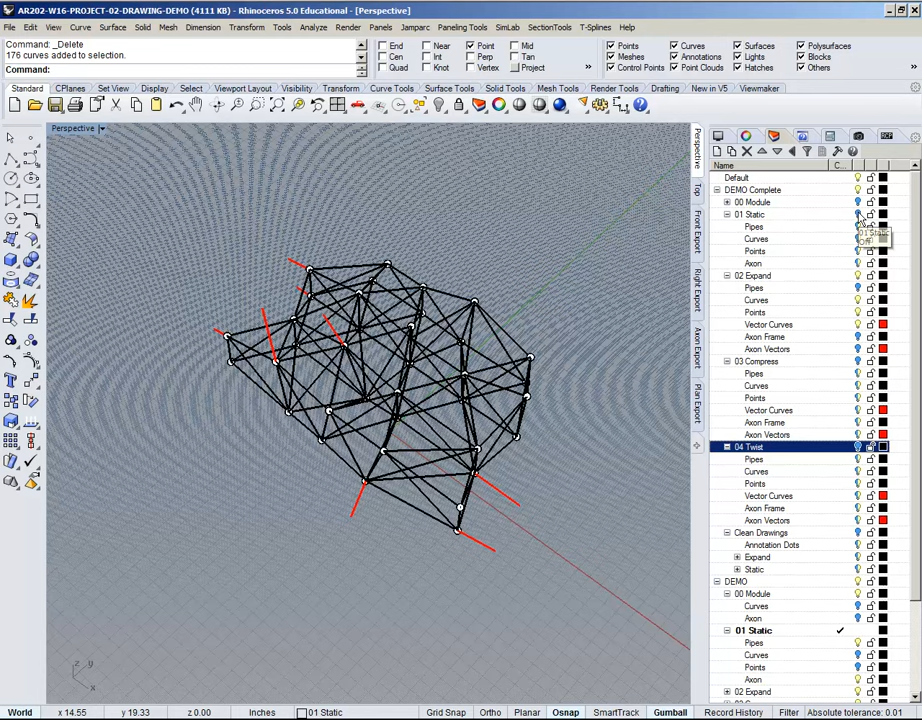 AR202-W16-PROJECT-02-DRAWING-DEMO (4111 KB) - Rhinoceros 5.0 Educational - [Perspective]
File Edit View Curve Surface Solid Mesh Dimension Transform Tools Analyze Render Panels Jamparc Paneling Tools SimLab SectionTools T-Splines Help
Command: _Delete
176 curves added to selection.
Command:
End Near Point Mid
Cen Int Perp Tan
Quad Knot Vertex Project »
Points Curves Surfaces Polysurfaces
Meshes Annotations Lights Blocks
Control Points Point Clouds Hatches Others »
Standard CPlanes Set View Display Select Viewport Layout Visibility Transform Curve Tools Surface Tools Solid Tools Mesh Tools Render Tools Drafting New in V5 Viewmaker
Perspective
Perspective
Top
Front Export
Right Export
Axon Export
Plan Export
Name C...
Default
DEMO Complete
00 Module
01 Static
Pipes
Curves
Points
Axon
01 Static
Off
02 Expand
Pipes
Curves
Points
Vector Curves
Axon Frame
Axon Vectors
03 Compress
Pipes
Curves
Points
Vector Curves
Axon Frame
Axon Vectors
04 Twist
Pipes
Curves
Points
Vector Curves
Axon Frame
Axon Vectors
Clean Drawings
Annotation Dots
Expand
Static
DEMO
00 Module
Curves
Axon
01 Static
Pipes
Curves
Points
Axon
02 Expand
z y
x
World x 14.55 y 19.33 z 0.00 Inches 01 Static Grid Snap Ortho Planar Osnap SmartTrack Gumball Record History Filter Absolute tolerance: 0.01